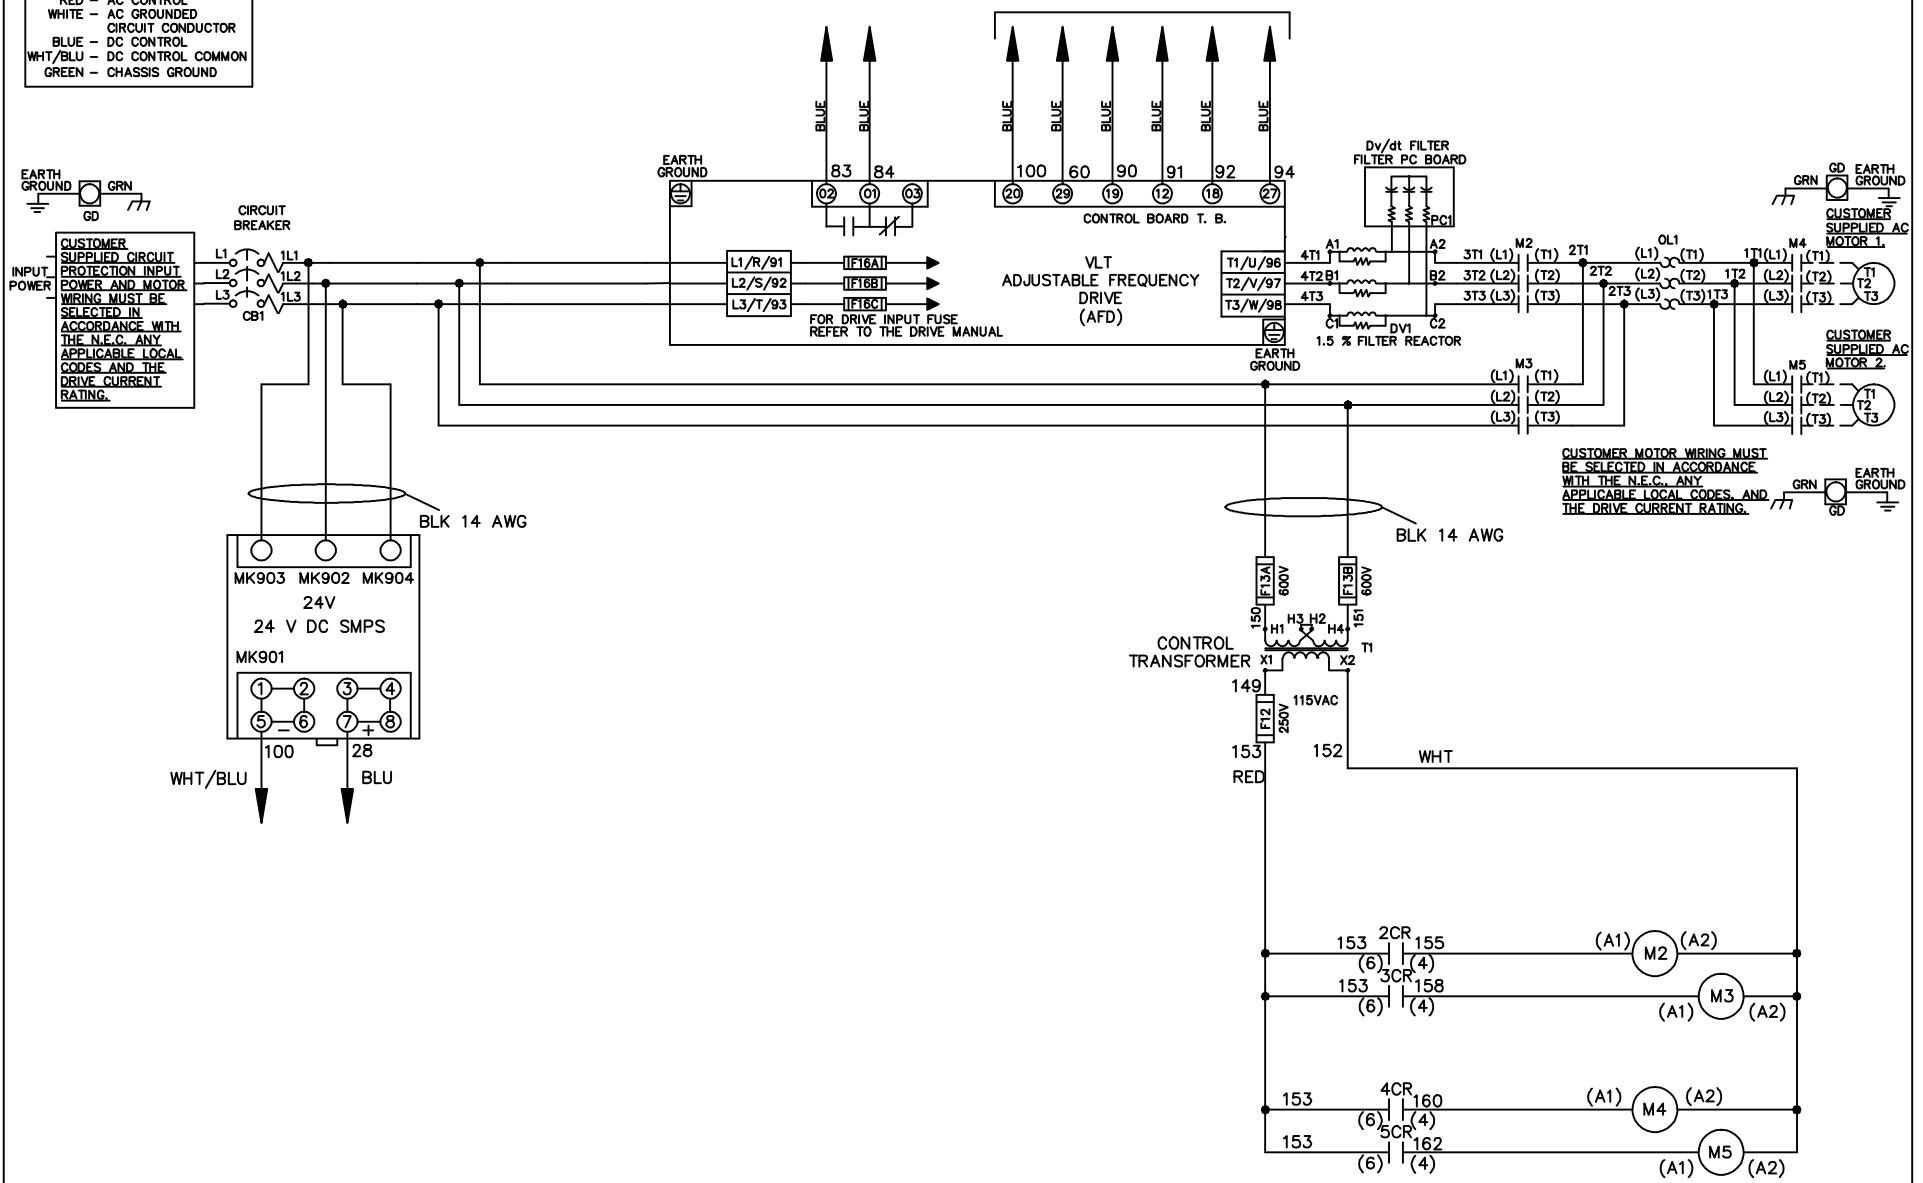 RED – AC CONTROL
WHITE – AC GROUNDED
CIRCUIT CONDUCTOR
BLUE – DC CONTROL
WHT/BLU – DC CONTROL COMMON
GREEN – CHASSIS GROUND
BLUE
BLUE
BLUE
BLUE
BLUE
BLUE
BLUE
BLUE
EARTH
GROUND
GRN
GD
CIRCUIT
BREAKER
EARTH
GROUND
83
84
02
01
03
100
60
90
91
92
94
20
29
19
12
18
27
CONTROL BOARD T. B.
Dv/dt FILTER
FILTER PC BOARD
PC1
GD
EARTH
GROUND
GRN
CUSTOMER
SUPPLIED AC
MOTOR 1.
INPUT
POWER
CUSTOMER
SUPPLIED CIRCUIT
PROTECTION INPUT
POWER AND MOTOR
WIRING MUST BE
SELECTED IN
ACCORDANCE WITH
THE N.E.C. ANY
APPLICABLE LOCAL
CODES AND THE
DRIVE CURRENT
RATING.
L1
1L1
L2
1L2
L3
1L3
CB1
L1/R/91
F16A
L2/S/92
F16B
L3/T/93
F16C
FOR DRIVE INPUT FUSE
REFER TO THE DRIVE MANUAL
VLT
ADJUSTABLE FREQUENCY
DRIVE
(AFD)
T1/U/96
T2/V/97
T3/W/98
EARTH
GROUND
4T1
A1
A2
4T2
B1
B2
4T3
C1
C2
DV1
1.5 % FILTER REACTOR
3T1 (L1)
M2
(T1)
2T1
3T2 (L2)
(T2)
2T2
3T3 (L3)
(T3)
2T3
OL1
(L1)
(T1)
(L2)
(T2)
(L3)
(T3)
1T1
1T2
1T3
M4
(L1)
(T1)
(L2)
(T2)
(L3)
(T3)
T1
T2
T3
M3
(L1)
(T1)
(L2)
(T2)
(L3)
(T3)
CUSTOMER
SUPPLIED AC
MOTOR 2.
M5
(L1)
(T1)
(L2)
(T2)
(L3)
(T3)
T1
T2
T3
CUSTOMER MOTOR WIRING MUST
BE SELECTED IN ACCORDANCE
WITH THE N.E.C., ANY
APPLICABLE LOCAL CODES, AND
THE DRIVE CURRENT RATING.
GRN
GD
EARTH
GROUND
BLK 14 AWG
MK903
MK902
MK904
24V
24 V DC SMPS
MK901
1
2
3
4
5
6
7
8
–
+
100
28
WHT/BLU
BLU
BLK 14 AWG
F13A
600V
F13B
600V
150
151
H1
H3
H2
H4
T1
CONTROL
TRANSFORMER
X1
X2
149
115VAC
F12
250V
153
RED
152
WHT
153
2CR
155
(6)
(4)
(A1)
M2
(A2)
153
3CR
158
(6)
(4)
(A1)
M3
(A2)
153
4CR
160
(6)
(4)
(A1)
M4
(A2)
153
5CR
162
(6)
(4)
(A1)
M5
(A2)